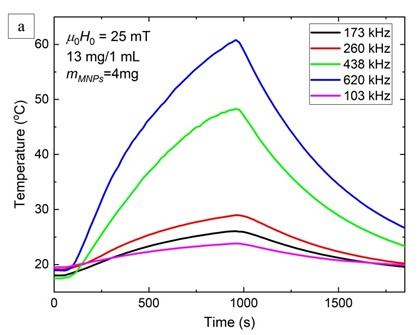 a
μ₀H₀ = 25 mT
13 mg/1 mL
mMNPs=4mg
173 kHz
260 kHz
438 kHz
620 kHz
103 kHz
60
50
40
30
20
Temperature (ºC)
0
500
1000
1500
Time (s)